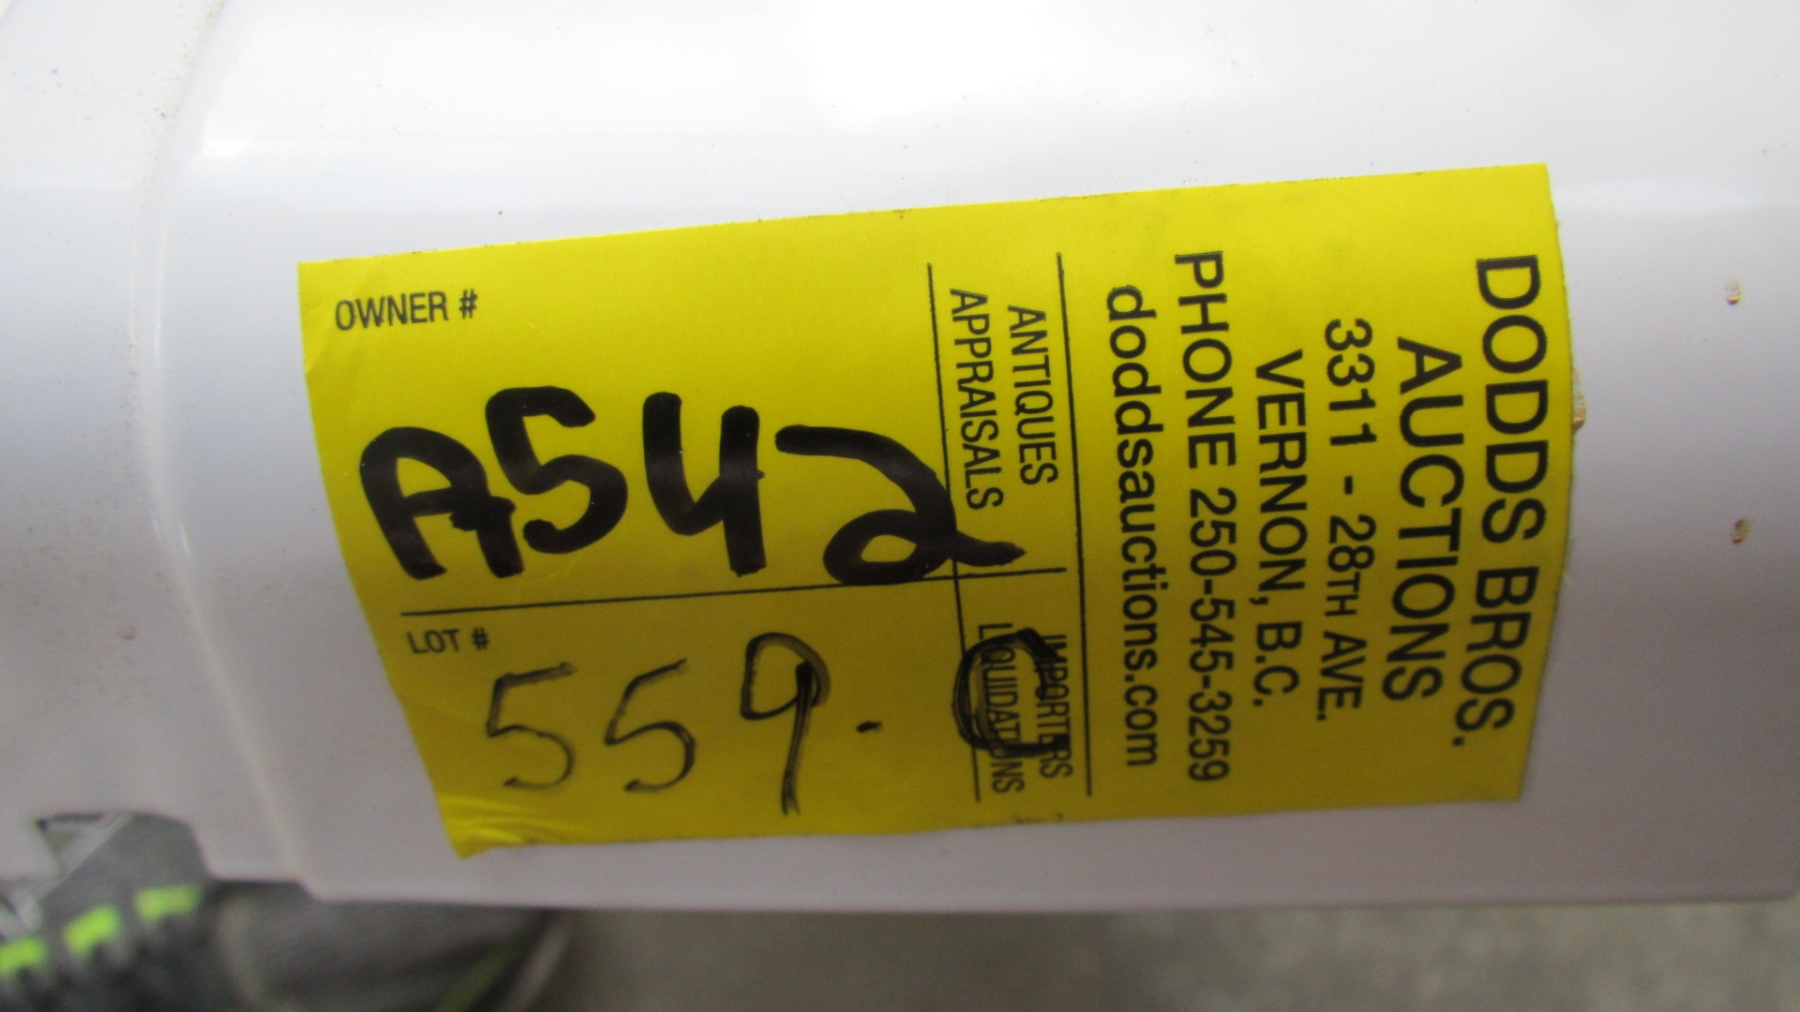 DODDS BROS.
AUCTIONS
3311 - 28TH AVE.
VERNON, B.C.
PHONE 250-545-3259
doddsauctions.com
ANTIQUES
APPRAISALS
IMPORTERS
LIQUIDATIONS
OWNER #
A542
LOT #
559.C